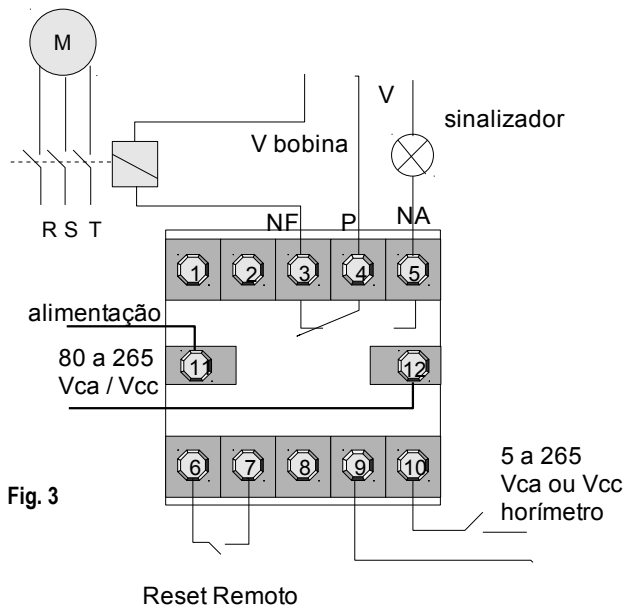 M
V
sinalizador
V bobina
R S T
NF P NA
1 2 3 4 5
alimentação
80 a 265
Vca / Vcc
11
12
6 7 8 9 10
5 a 265
Vca ou Vcc
horímetro
Fig. 3
Reset Remoto